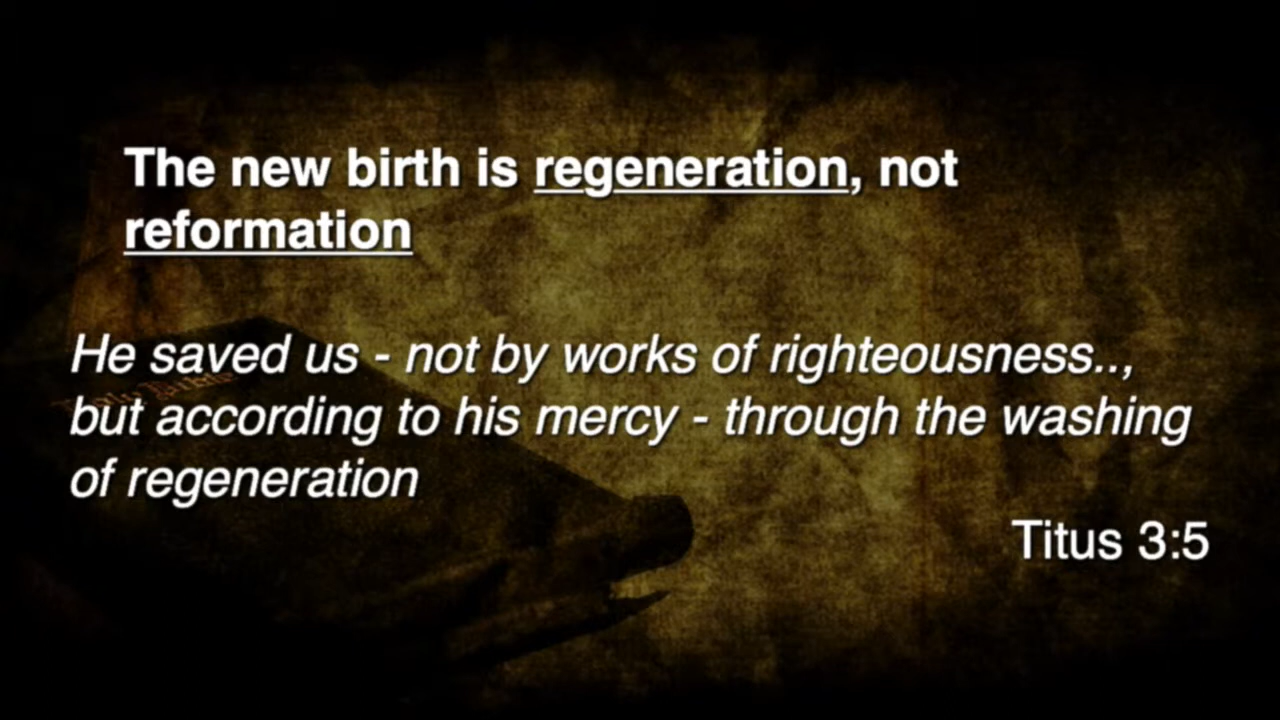 The new birth is regeneration, not
reformation
He saved us - not by works of righteousness..,
but according to his mercy - through the washing
of regeneration
Titus 3:5